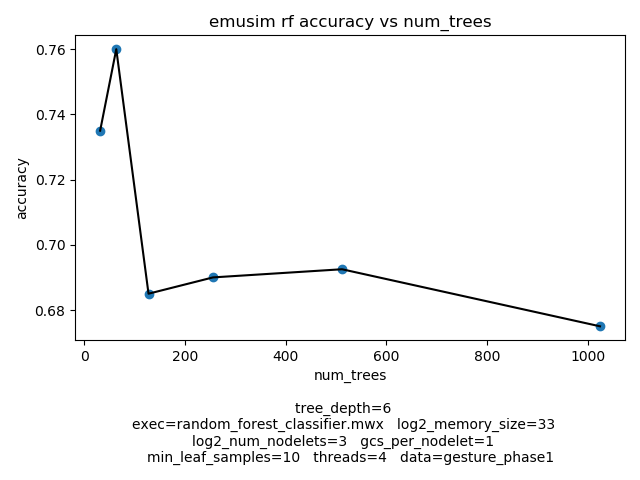 emusim rf accuracy vs num_trees
0.76
0.74
0.72
0.70
0.68
accuracy
0 200 400 600 800 1000
num_trees
tree_depth=6
exec=random_forest_classifier.mwx log2_memory_size=33
log2_num_nodelets=3 gcs_per_nodelet=1
min_leaf_samples=10 threads=4 data=gesture_phase1